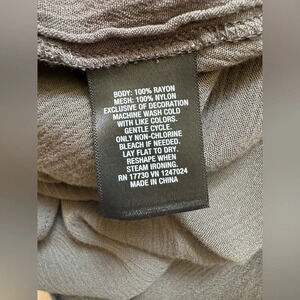 BODY: 100% RAYON
MESH: 100% NYLON
EXCLUSIVE OF DECORATION
MACHINE WASH COLD
WITH LIKE COLORS.
GENTLE CYCLE.
ONLY NON-CHLORINE
BLEACH IF NEEDED.
LAY FLAT TO DRY.
RESHAPE WHEN
STEAM IRONING.
RN 17730 VN 1247024
MADE IN CHINA